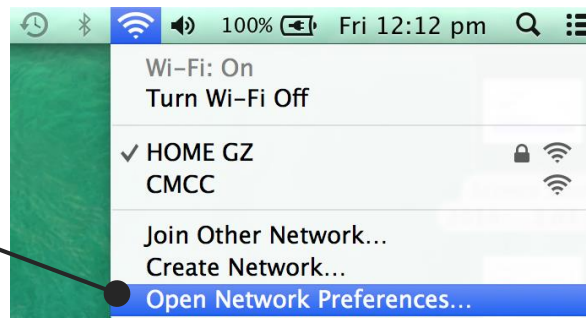 100% Fri 12:12 pm
Wi-Fi: On
Turn Wi-Fi Off
HOME GZ
CMCC
Join Other Network...
Create Network...
Open Network Preferences...